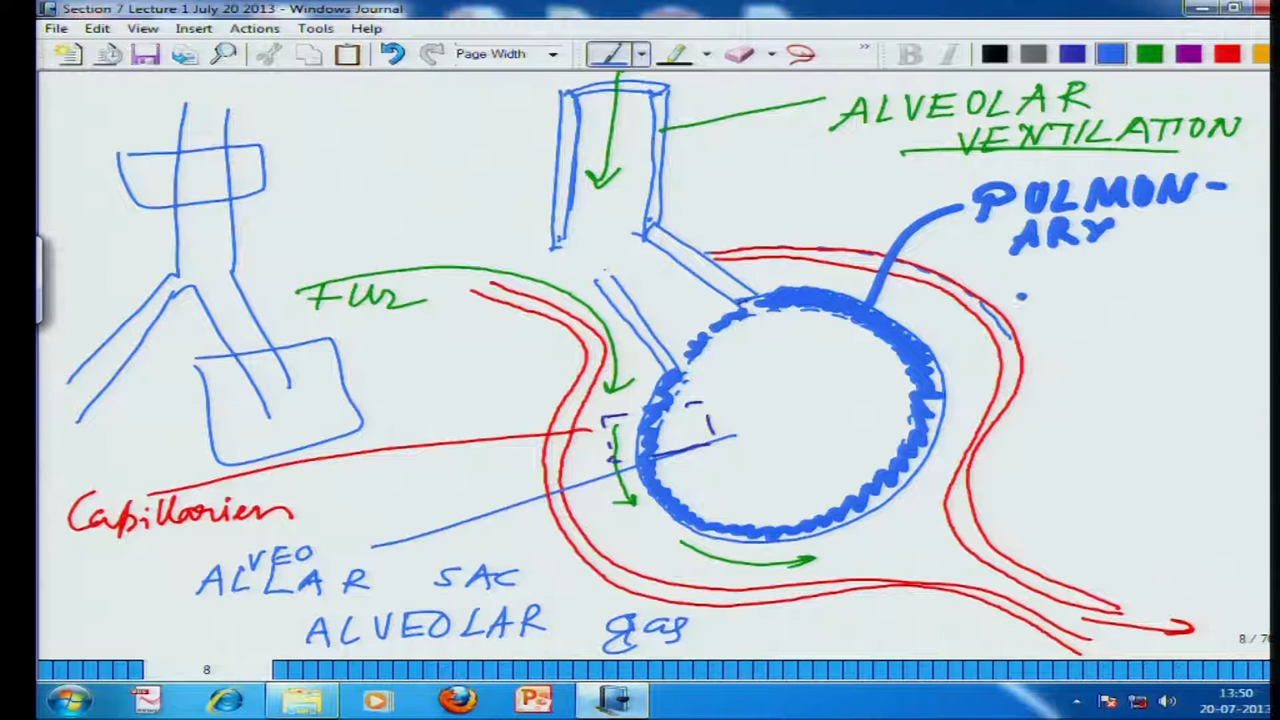 Section 7 Lecture 1 July 20 2013 - Windows Journal
File Edit View Insert Actions Tools Help
Page Width
ALVEOLAR
VENTILATION
PULMON-
ARY
Capillarien
ALVEOLAR SAC
ALVEOLAR gas
8
13:50
20-07-2013